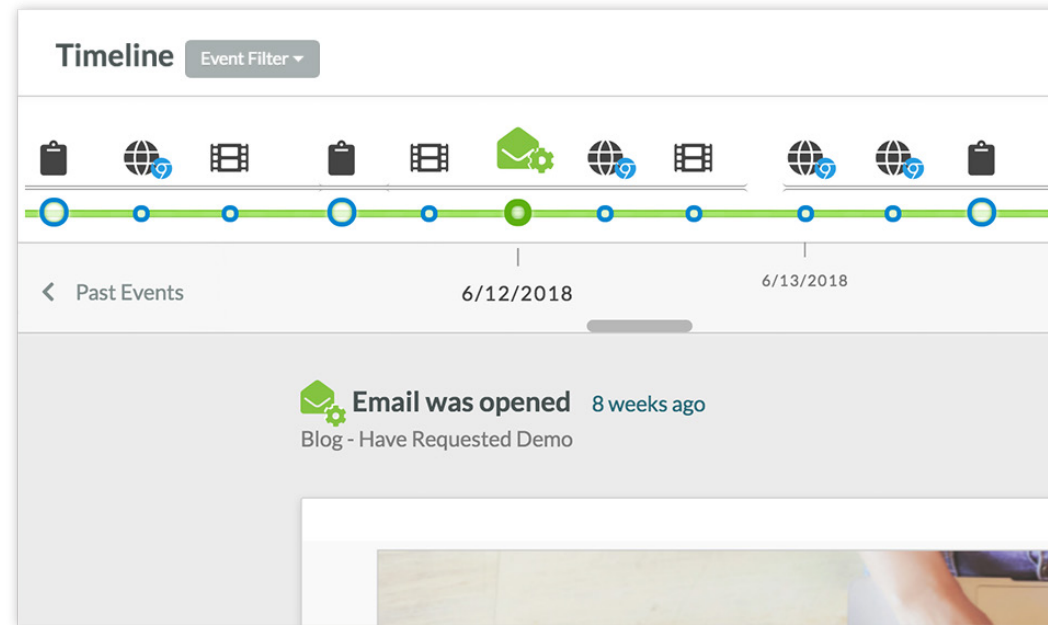 Timeline
Event Filter
Past Events
6/12/2018
6/13/2018
Email was opened 8 weeks ago
Blog - Have Requested Demo